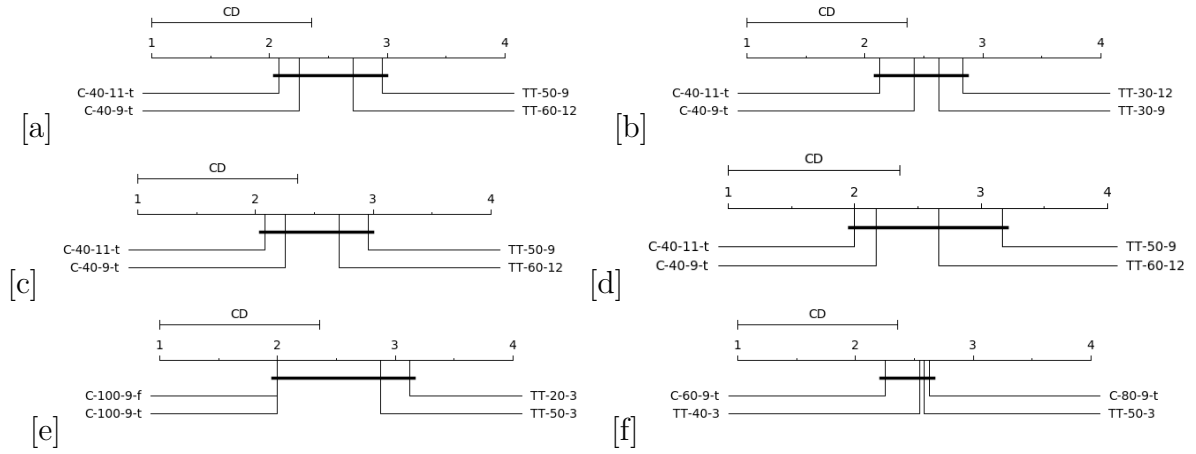 CD
1 2 3 4
C-40-11-t TT-50-9
C-40-9-t TT-60-12
[a]
CD
1 2 3 4
C-40-11-t TT-30-12
C-40-9-t TT-30-9
[b]
CD
1 2 3 4
C-40-11-t TT-50-9
C-40-9-t TT-60-12
[c]
CD
1 2 3 4
C-40-11-t TT-50-9
C-40-9-t TT-60-12
[d]
CD
1 2 3 4
C-100-9-f TT-20-3
C-100-9-t TT-50-3
[e]
CD
1 2 3 4
C-60-9-t C-80-9-t
TT-40-3 TT-50-3
[f]